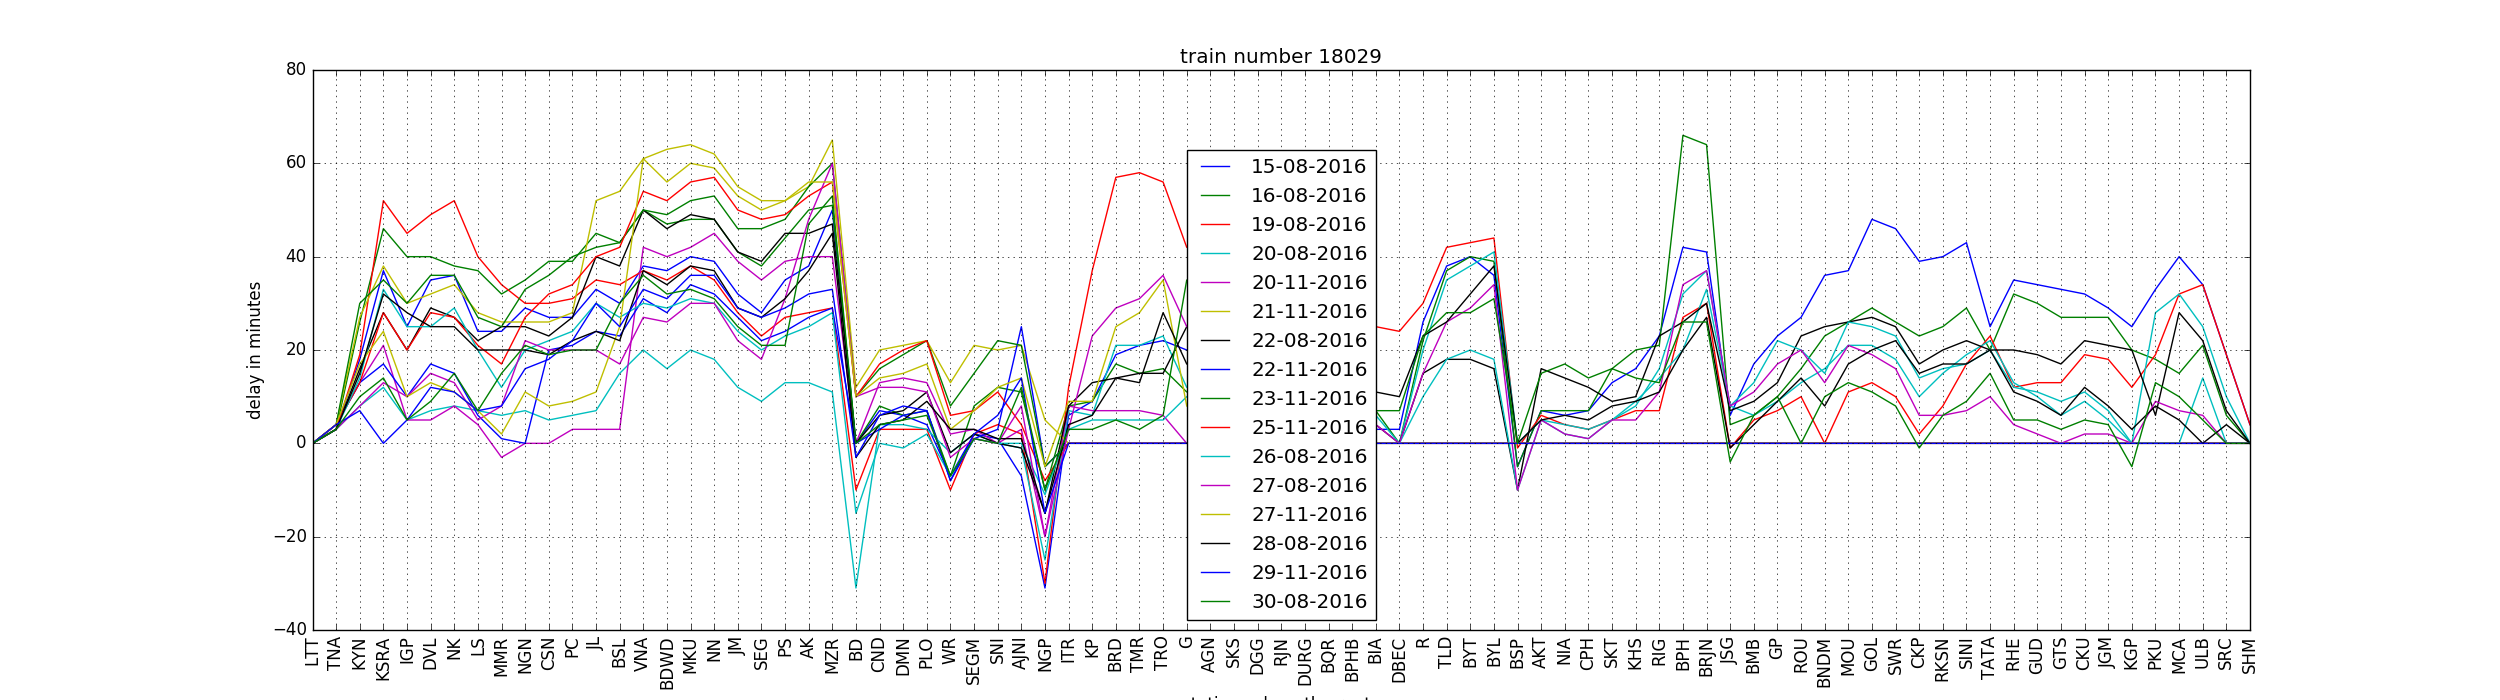 train number 18029
80
60
40
20
0
−20
−40
delay in minutes
15-08-2016
16-08-2016
19-08-2016
20-08-2016
20-11-2016
21-11-2016
22-08-2016
22-11-2016
23-11-2016
25-11-2016
26-08-2016
27-08-2016
27-11-2016
28-08-2016
29-11-2016
30-08-2016
LTT
TNA
KYN
KSRA
IGP
DVL
NK
LS
MMR
NGN
CSN
PC
JL
BSL
VNA
BDWD
MKU
NN
JM
SEG
PS
AK
MZR
BD
CND
DMN
PLO
WR
SEGM
SNI
AJNI
NGP
ITR
KP
BRD
TMR
TRO
G
AGN
SKS
DGG
RJN
DURG
BQR
BPHB
BIA
DBEC
R
TLD
BYT
BYL
BSP
AKT
NIA
CPH
SKT
KHS
RIG
BPH
BRJN
JSG
BMB
GP
ROU
BNDM
MOU
GOL
SWR
CKP
RKSN
SINI
TATA
RHE
GUD
GTS
CKU
JGM
KGP
PKU
MCA
ULB
SRC
SHM